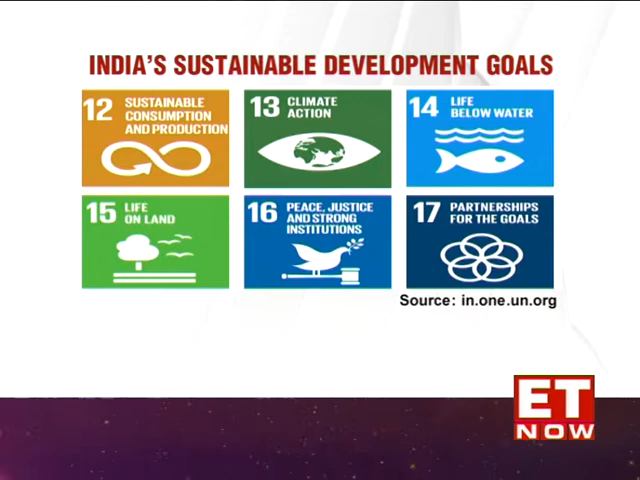 INDIA'S SUSTAINABLE DEVELOPMENT GOALS
12 SUSTAINABLE
CONSUMPTION
AND PRODUCTION
13 CLIMATE
ACTION
14 LIFE
BELOW WATER
15 LIFE
ON LAND
16 PEACE, JUSTICE
AND STRONG
INSTITUTIONS
17 PARTNERSHIPS
FOR THE GOALS
Source: in.one.un.org
ET
NOW